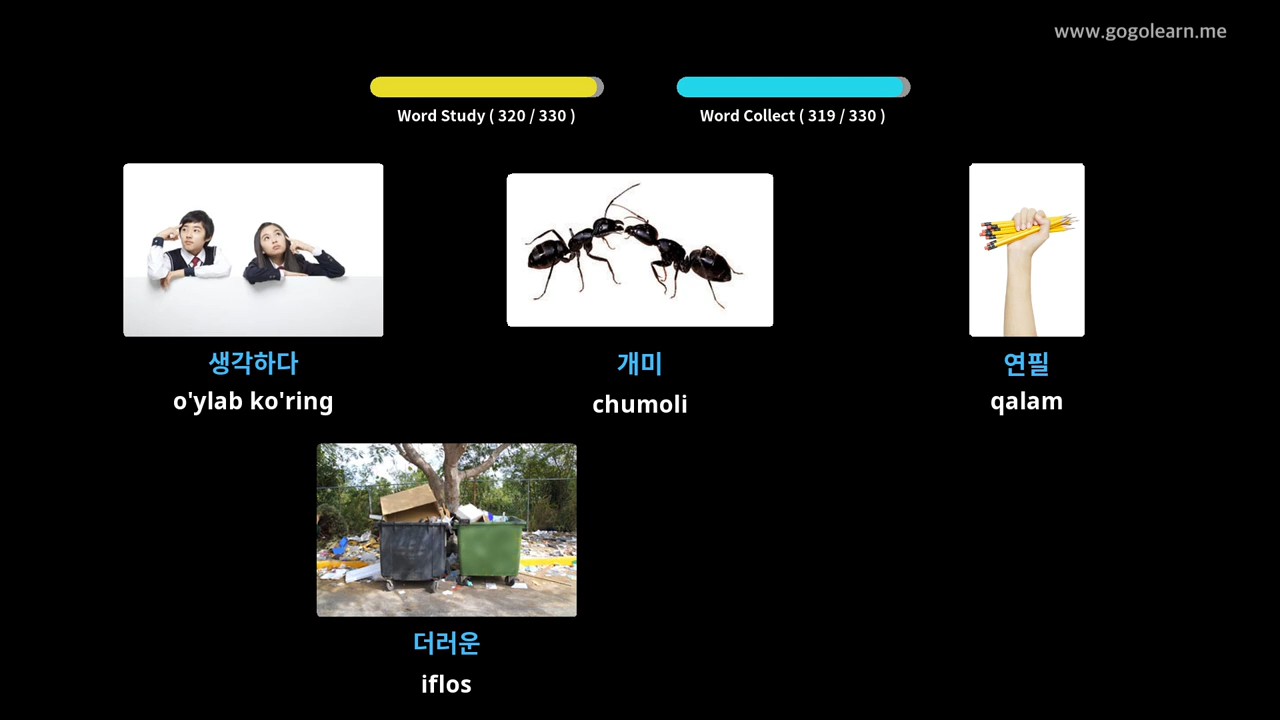 www.gogolearn.me
Word Study ( 320 / 330 )
Word Collect ( 319 / 330 )
생각하다
o'ylab ko'ring
개미
chumoli
연필
qalam
더러운
iflos